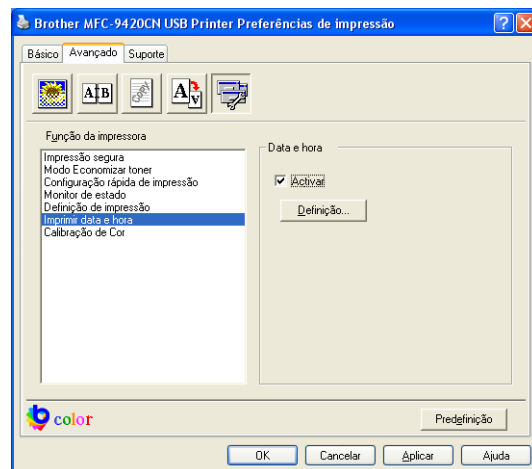 Brother MFC-9420CN USB Printer Preferências de impressão
Básico Avançado Suporte
A B A V
Função da impressora
Impressão segura
Modo Economizar toner
Configuração rápida de impressão
Monitor de estado
Definição de impressão
Imprimir data e hora
Calibração de Cor
Data e hora
Activar
Definição...
color
Predefinição
OK Cancelar Aplicar Ajuda